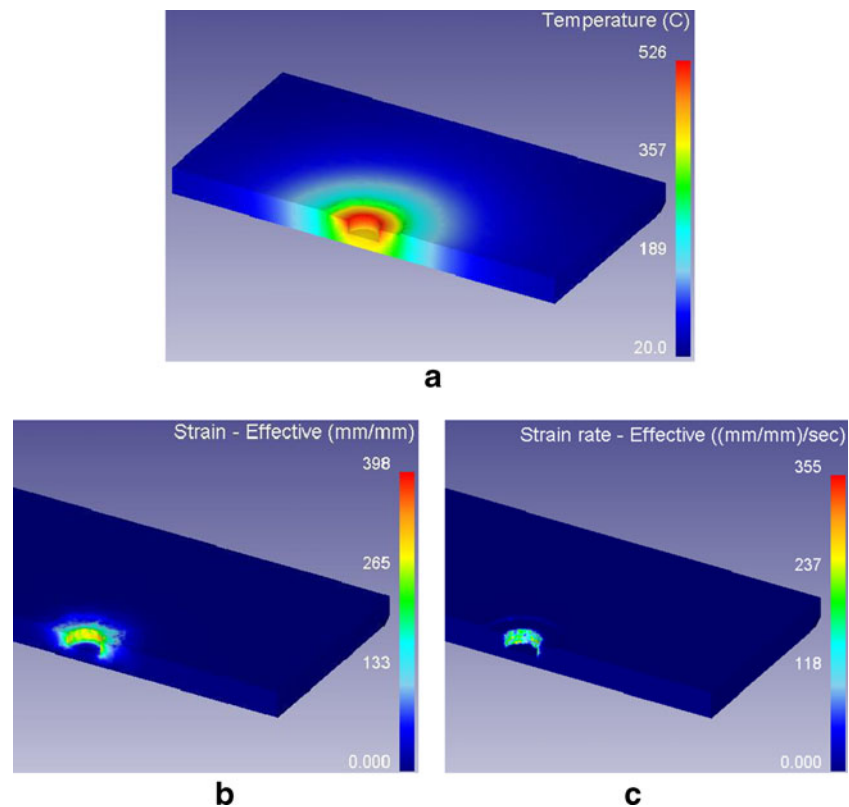 Temperature (C)
526
357
189
20.0
a
Strain - Effective (mm/mm)
398
265
133
0.000
b
Strain rate - Effective ((mm/mm)/sec)
355
237
118
0.000
c